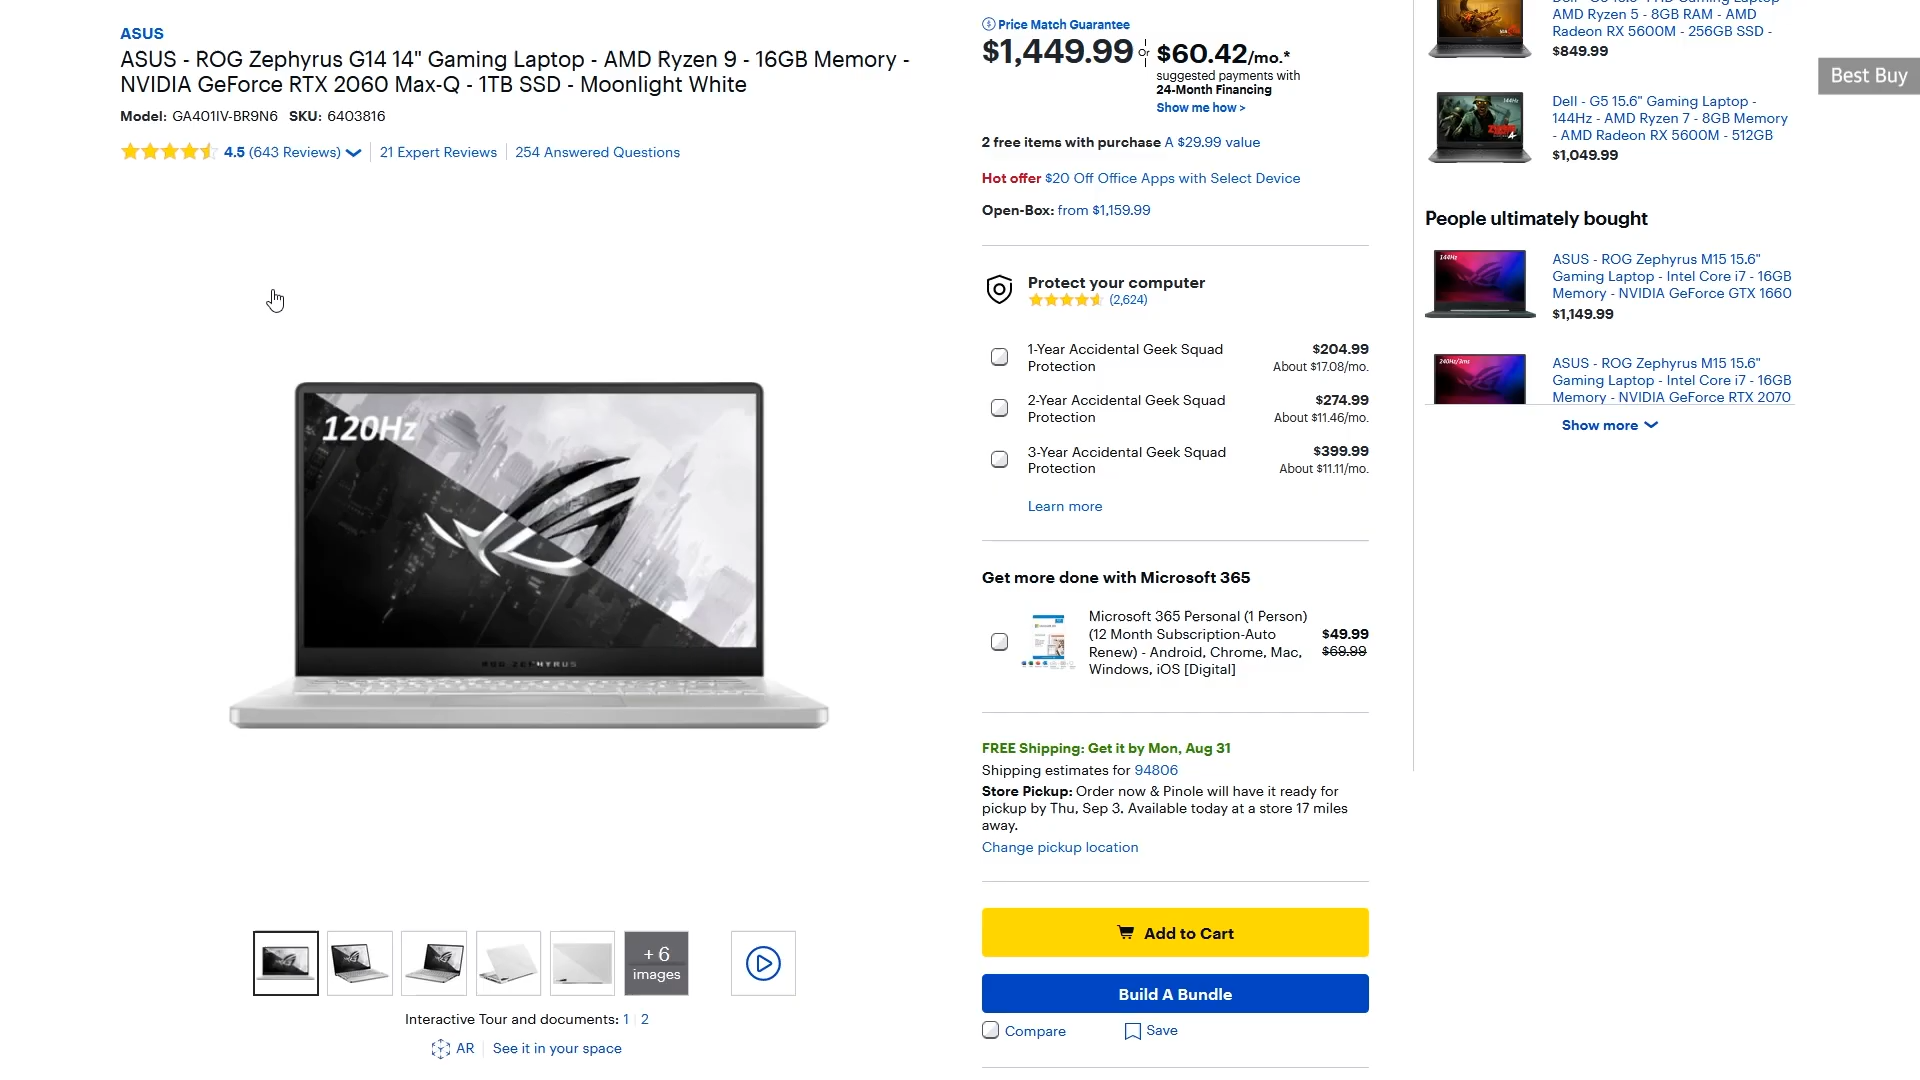 ASUS
ASUS - ROG Zephyrus G14 14" Gaming Laptop - AMD Ryzen 9 - 16GB Memory -
NVIDIA GeForce RTX 2060 Max-Q - 1TB SSD - Moonlight White
Model: GA401IV-BR9N6 SKU: 6403816
4.5 (643 Reviews) 21 Expert Reviews 254 Answered Questions
120Hz
+ 6
images
Interactive Tour and documents: 1 2
AR See it in your space
Price Match Guarantee
$1,449.99 Or $60.42/mo.*
suggested payments with
24-Month Financing
Show me how >
2 free items with purchase A $29.99 value
Hot offer $20 Off Office Apps with Select Device
Open-Box: from $1,159.99
Protect your computer
(2,624)
1-Year Accidental Geek Squad $204.99
Protection About $17.08/mo.
2-Year Accidental Geek Squad $274.99
Protection About $11.46/mo.
3-Year Accidental Geek Squad $399.99
Protection About $11.11/mo.
Learn more
Get more done with Microsoft 365
Microsoft 365 Personal (1 Person)
(12 Month Subscription-Auto $49.99
Renew) - Android, Chrome, Mac, $69.99
Windows, iOS [Digital]
FREE Shipping: Get it by Mon, Aug 31
Shipping estimates for 94806
Store Pickup: Order now & Pinole will have it ready for
pickup by Thu, Sep 3. Available today at a store 17 miles
away.
Change pickup location
Add to Cart
Build A Bundle
Compare Save
AMD Ryzen 5 - 8GB RAM - AMD
Radeon RX 5600M - 256GB SSD -
$849.99
144Hz
Dell - G5 15.6" Gaming Laptop -
144Hz - AMD Ryzen 7 - 8GB Memory
- AMD Radeon RX 5600M - 512GB
$1,049.99
People ultimately bought
144Hz
ASUS - ROG Zephyrus M15 15.6"
Gaming Laptop - Intel Core i7 - 16GB
Memory - NVIDIA GeForce GTX 1660
$1,149.99
240Hz/3ms
ASUS - ROG Zephyrus M15 15.6"
Gaming Laptop - Intel Core i7 - 16GB
Memory - NVIDIA GeForce RTX 2070
Show more
Best Buy